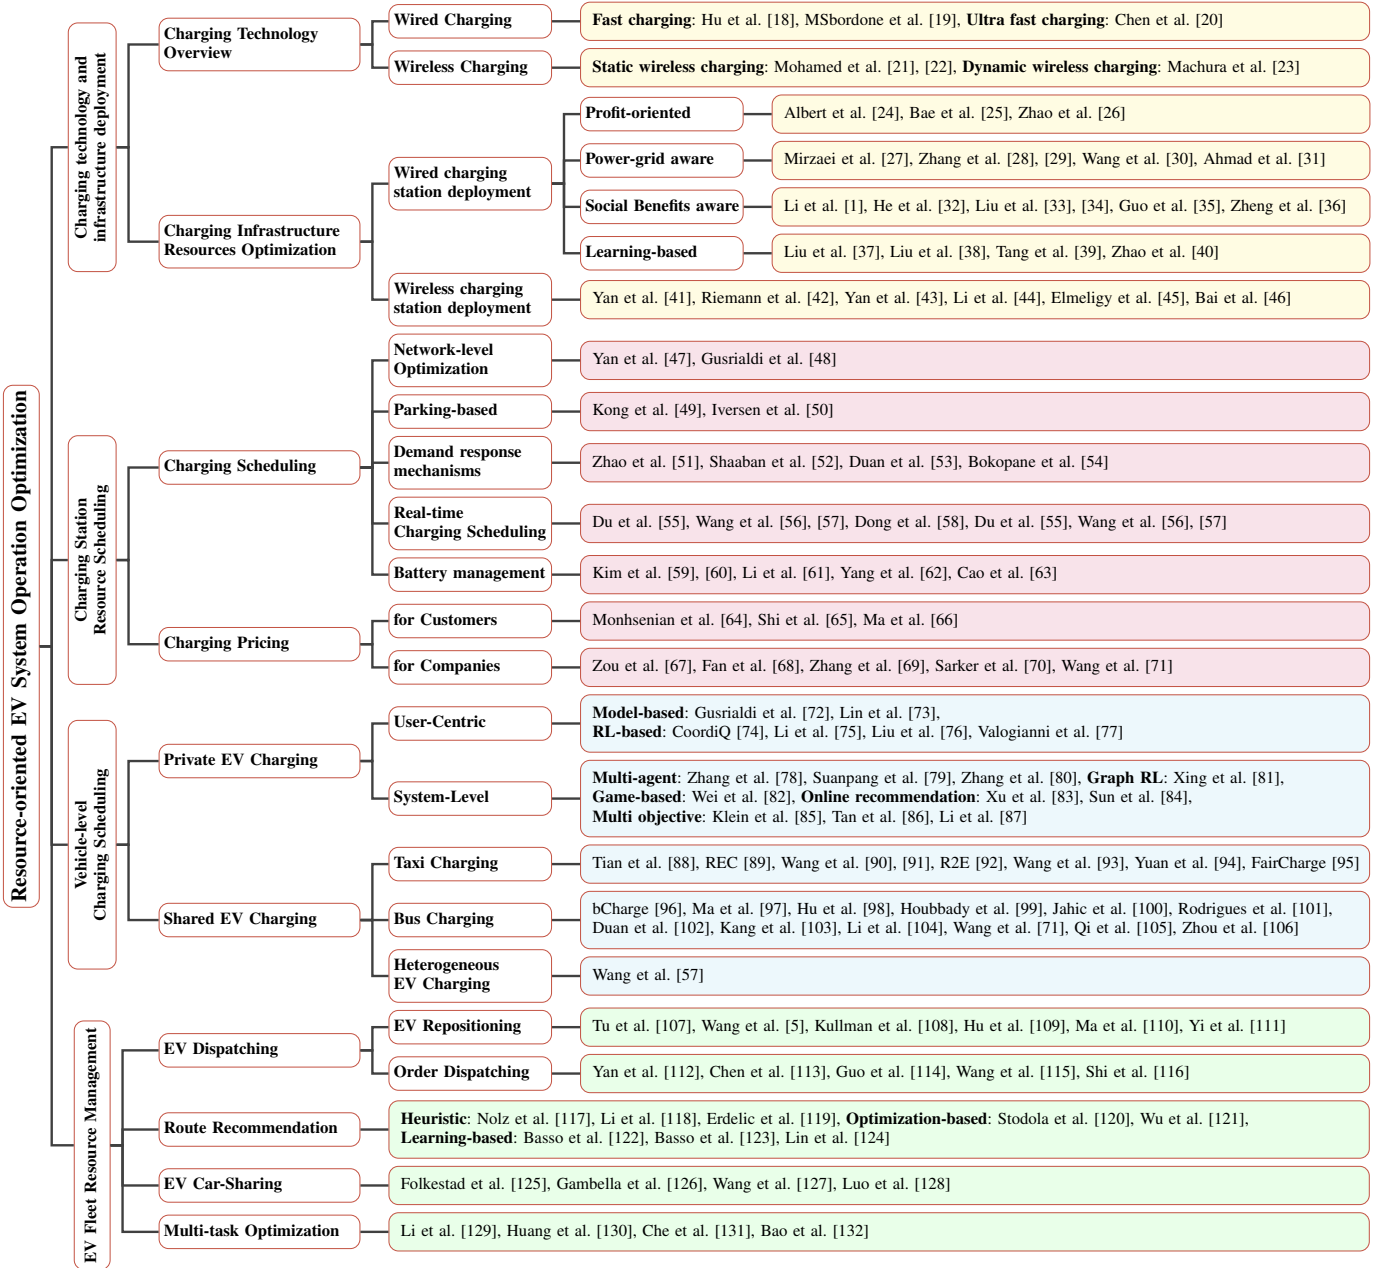 Resource-oriented EV System Operation Optimization
Charging technology and
infrastructure deployment
Charging Technology
Overview
Wired Charging
Fast charging: Hu et al. [18], MSbordone et al. [19], Ultra fast charging: Chen et al. [20]
Wireless Charging
Static wireless charging: Mohamed et al. [21], [22], Dynamic wireless charging: Machura et al. [23]
Charging Infrastructure
Resources Optimization
Wired charging
station deployment
Profit-oriented
Albert et al. [24], Bae et al. [25], Zhao et al. [26]
Power-grid aware
Mirzaei et al. [27], Zhang et al. [28], [29], Wang et al. [30], Ahmad et al. [31]
Social Benefits aware
Li et al. [1], He et al. [32], Liu et al. [33], [34], Guo et al. [35], Zheng et al. [36]
Learning-based
Liu et al. [37], Liu et al. [38], Tang et al. [39], Zhao et al. [40]
Wireless charging
station deployment
Yan et al. [41], Riemann et al. [42], Yan et al. [43], Li et al. [44], Elmeligy et al. [45], Bai et al. [46]
Charging Station
Resource Scheduling
Charging Scheduling
Network-level
Optimization
Yan et al. [47], Gusrialdi et al. [48]
Parking-based
Kong et al. [49], Iversen et al. [50]
Demand response
mechanisms
Zhao et al. [51], Shaaban et al. [52], Duan et al. [53], Bokopane et al. [54]
Real-time
Charging Scheduling
Du et al. [55], Wang et al. [56], [57], Dong et al. [58], Du et al. [55], Wang et al. [56], [57]
Battery management
Kim et al. [59], [60], Li et al. [61], Yang et al. [62], Cao et al. [63]
Charging Pricing
for Customers
Monhsenian et al. [64], Shi et al. [65], Ma et al. [66]
for Companies
Zou et al. [67], Fan et al. [68], Zhang et al. [69], Sarker et al. [70], Wang et al. [71]
Vehicle-level
Charging Scheduling
Private EV Charging
User-Centric
Model-based: Gusrialdi et al. [72], Lin et al. [73],
RL-based: CoordiQ [74], Li et al. [75], Liu et al. [76], Valogianni et al. [77]
System-Level
Multi-agent: Zhang et al. [78], Suanpang et al. [79], Zhang et al. [80], Graph RL: Xing et al. [81],
Game-based: Wei et al. [82], Online recommendation: Xu et al. [83], Sun et al. [84],
Multi objective: Klein et al. [85], Tan et al. [86], Li et al. [87]
Shared EV Charging
Taxi Charging
Tian et al. [88], REC [89], Wang et al. [90], [91], R2E [92], Wang et al. [93], Yuan et al. [94], FairCharge [95]
Bus Charging
bCharge [96], Ma et al. [97], Hu et al. [98], Houbbady et al. [99], Jahic et al. [100], Rodrigues et al. [101],
Duan et al. [102], Kang et al. [103], Li et al. [104], Wang et al. [71], Qi et al. [105], Zhou et al. [106]
Heterogeneous
EV Charging
Wang et al. [57]
EV Fleet Resource Management
EV Dispatching
EV Repositioning
Tu et al. [107], Wang et al. [5], Kullman et al. [108], Hu et al. [109], Ma et al. [110], Yi et al. [111]
Order Dispatching
Yan et al. [112], Chen et al. [113], Guo et al. [114], Wang et al. [115], Shi et al. [116]
Route Recommendation
Heuristic: Nolz et al. [117], Li et al. [118], Erdelic et al. [119], Optimization-based: Stodola et al. [120], Wu et al. [121],
Learning-based: Basso et al. [122], Basso et al. [123], Lin et al. [124]
EV Car-Sharing
Folkestad et al. [125], Gambella et al. [126], Wang et al. [127], Luo et al. [128]
Multi-task Optimization
Li et al. [129], Huang et al. [130], Che et al. [131], Bao et al. [132]